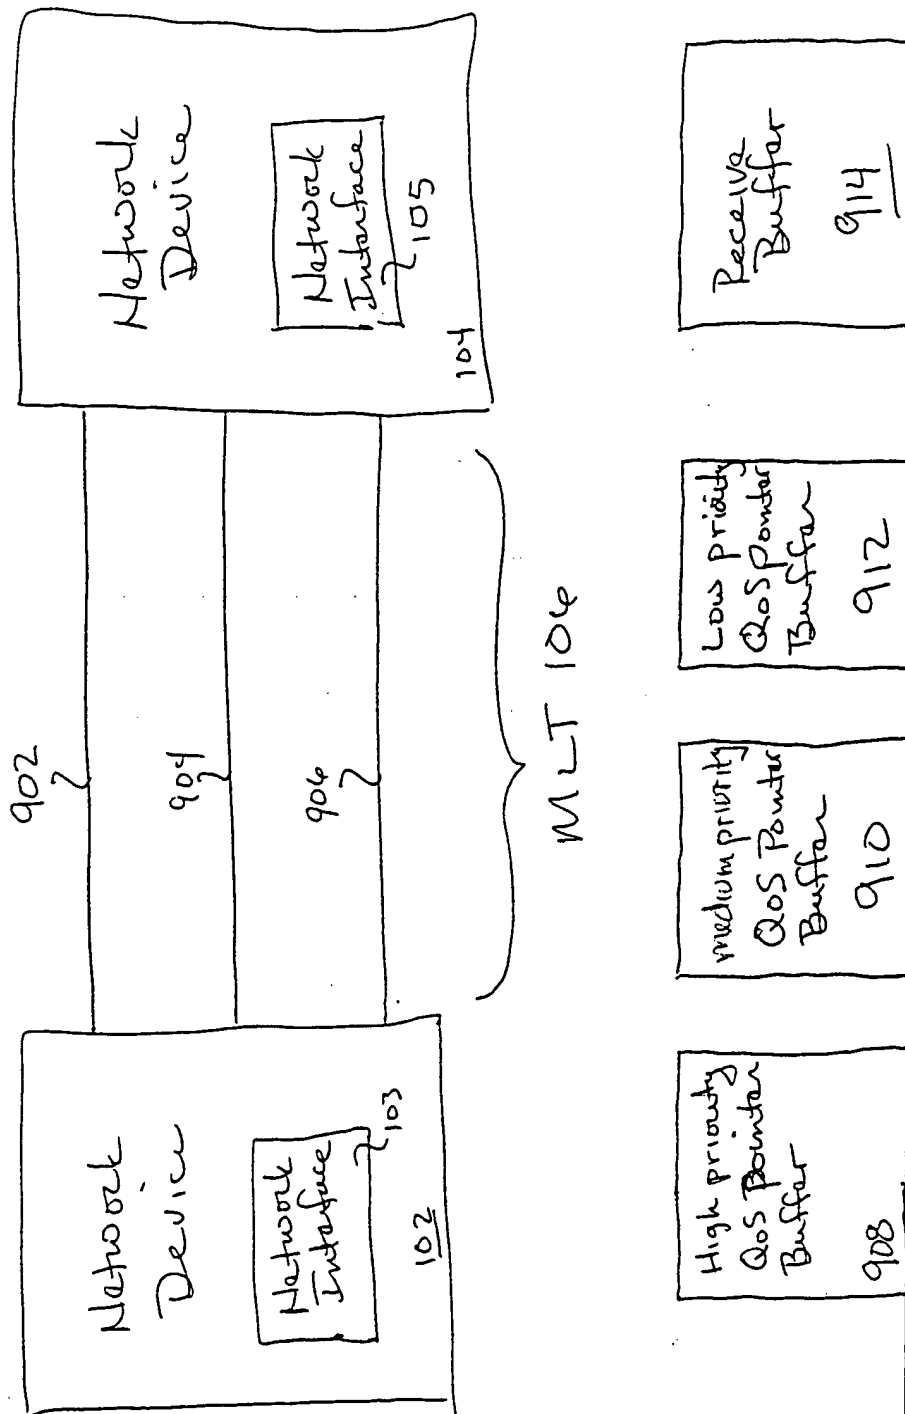 Network
Device
Network
Interface
103
102
902
904
906
MLT 106
Network
Device
Network
Interface
105
104
High priority
QoS Pointer
Buffer
908
medium priority
QoS Pointer
Buffer
910
Low priority
QoS Pointer
Buffer
912
Receive
Buffer
914